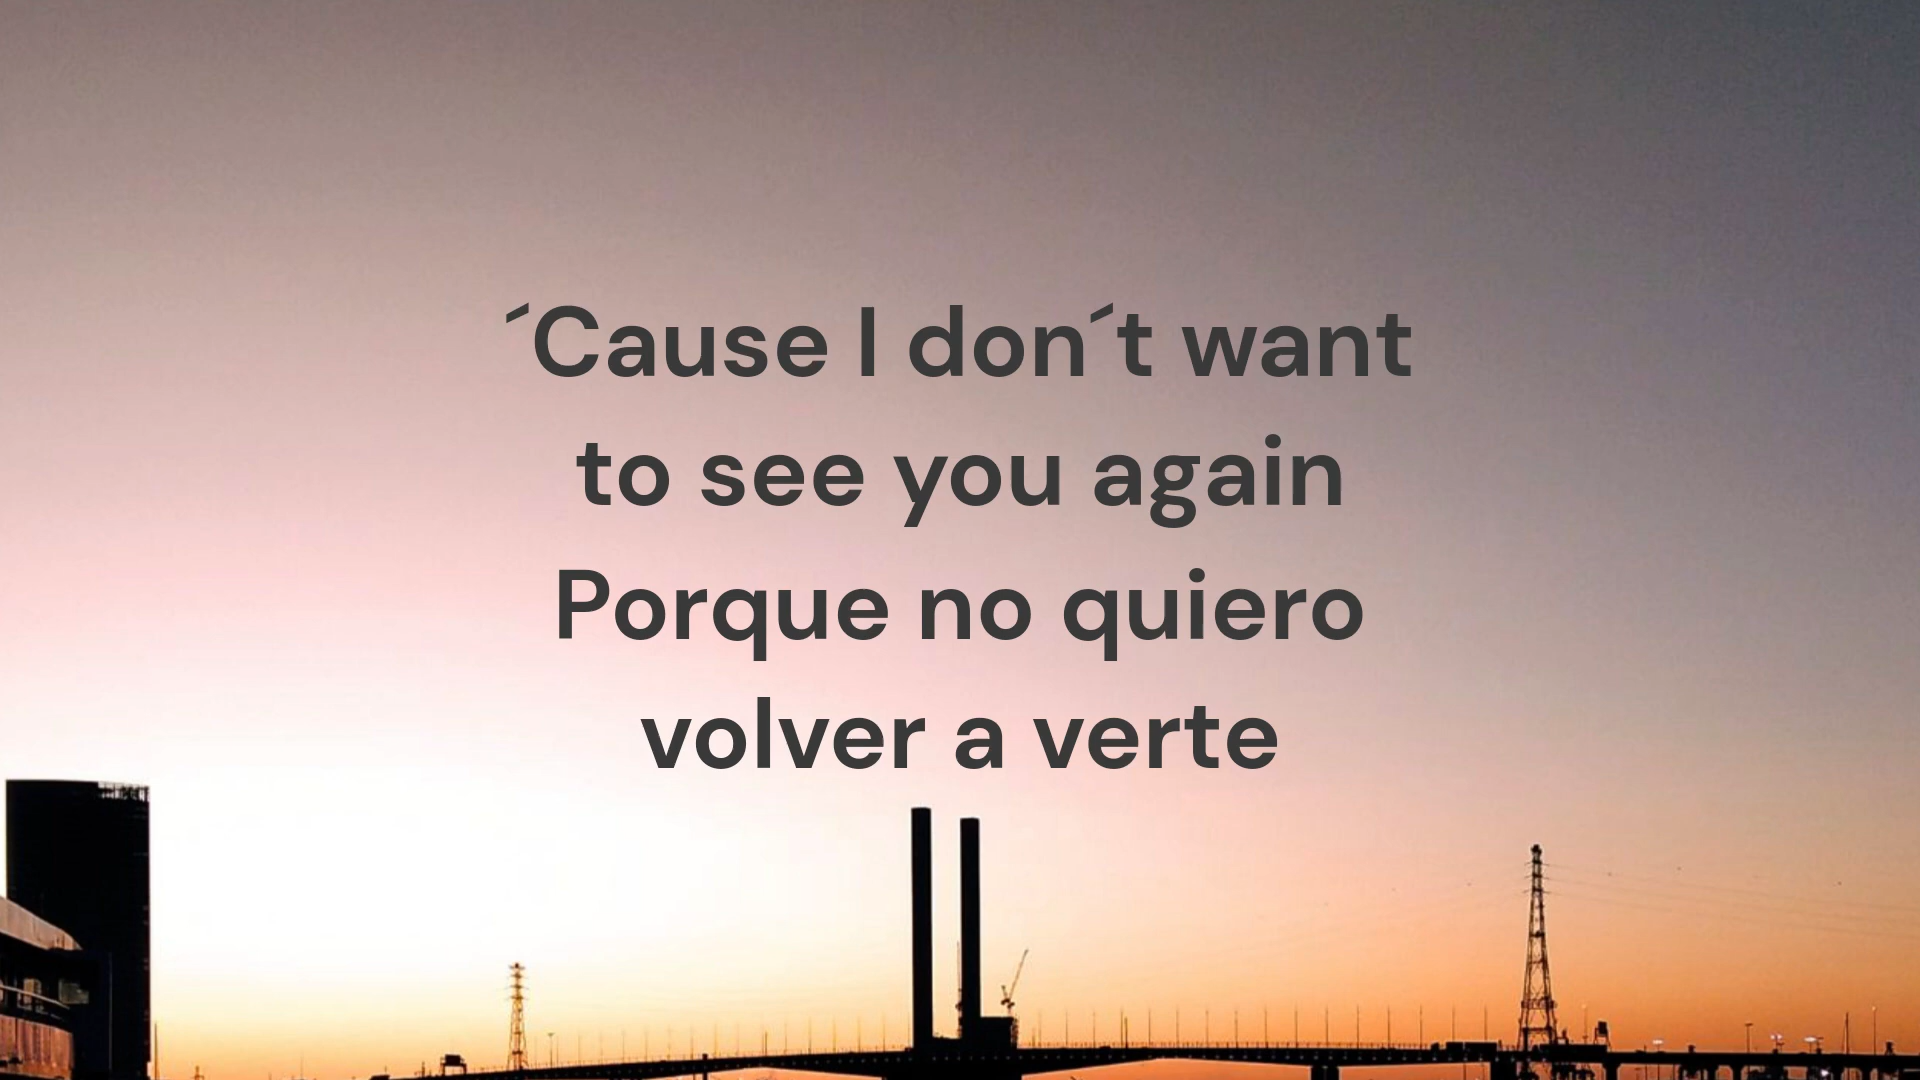 ´Cause I don´t want
to see you again
Porque no quiero
volver a verte